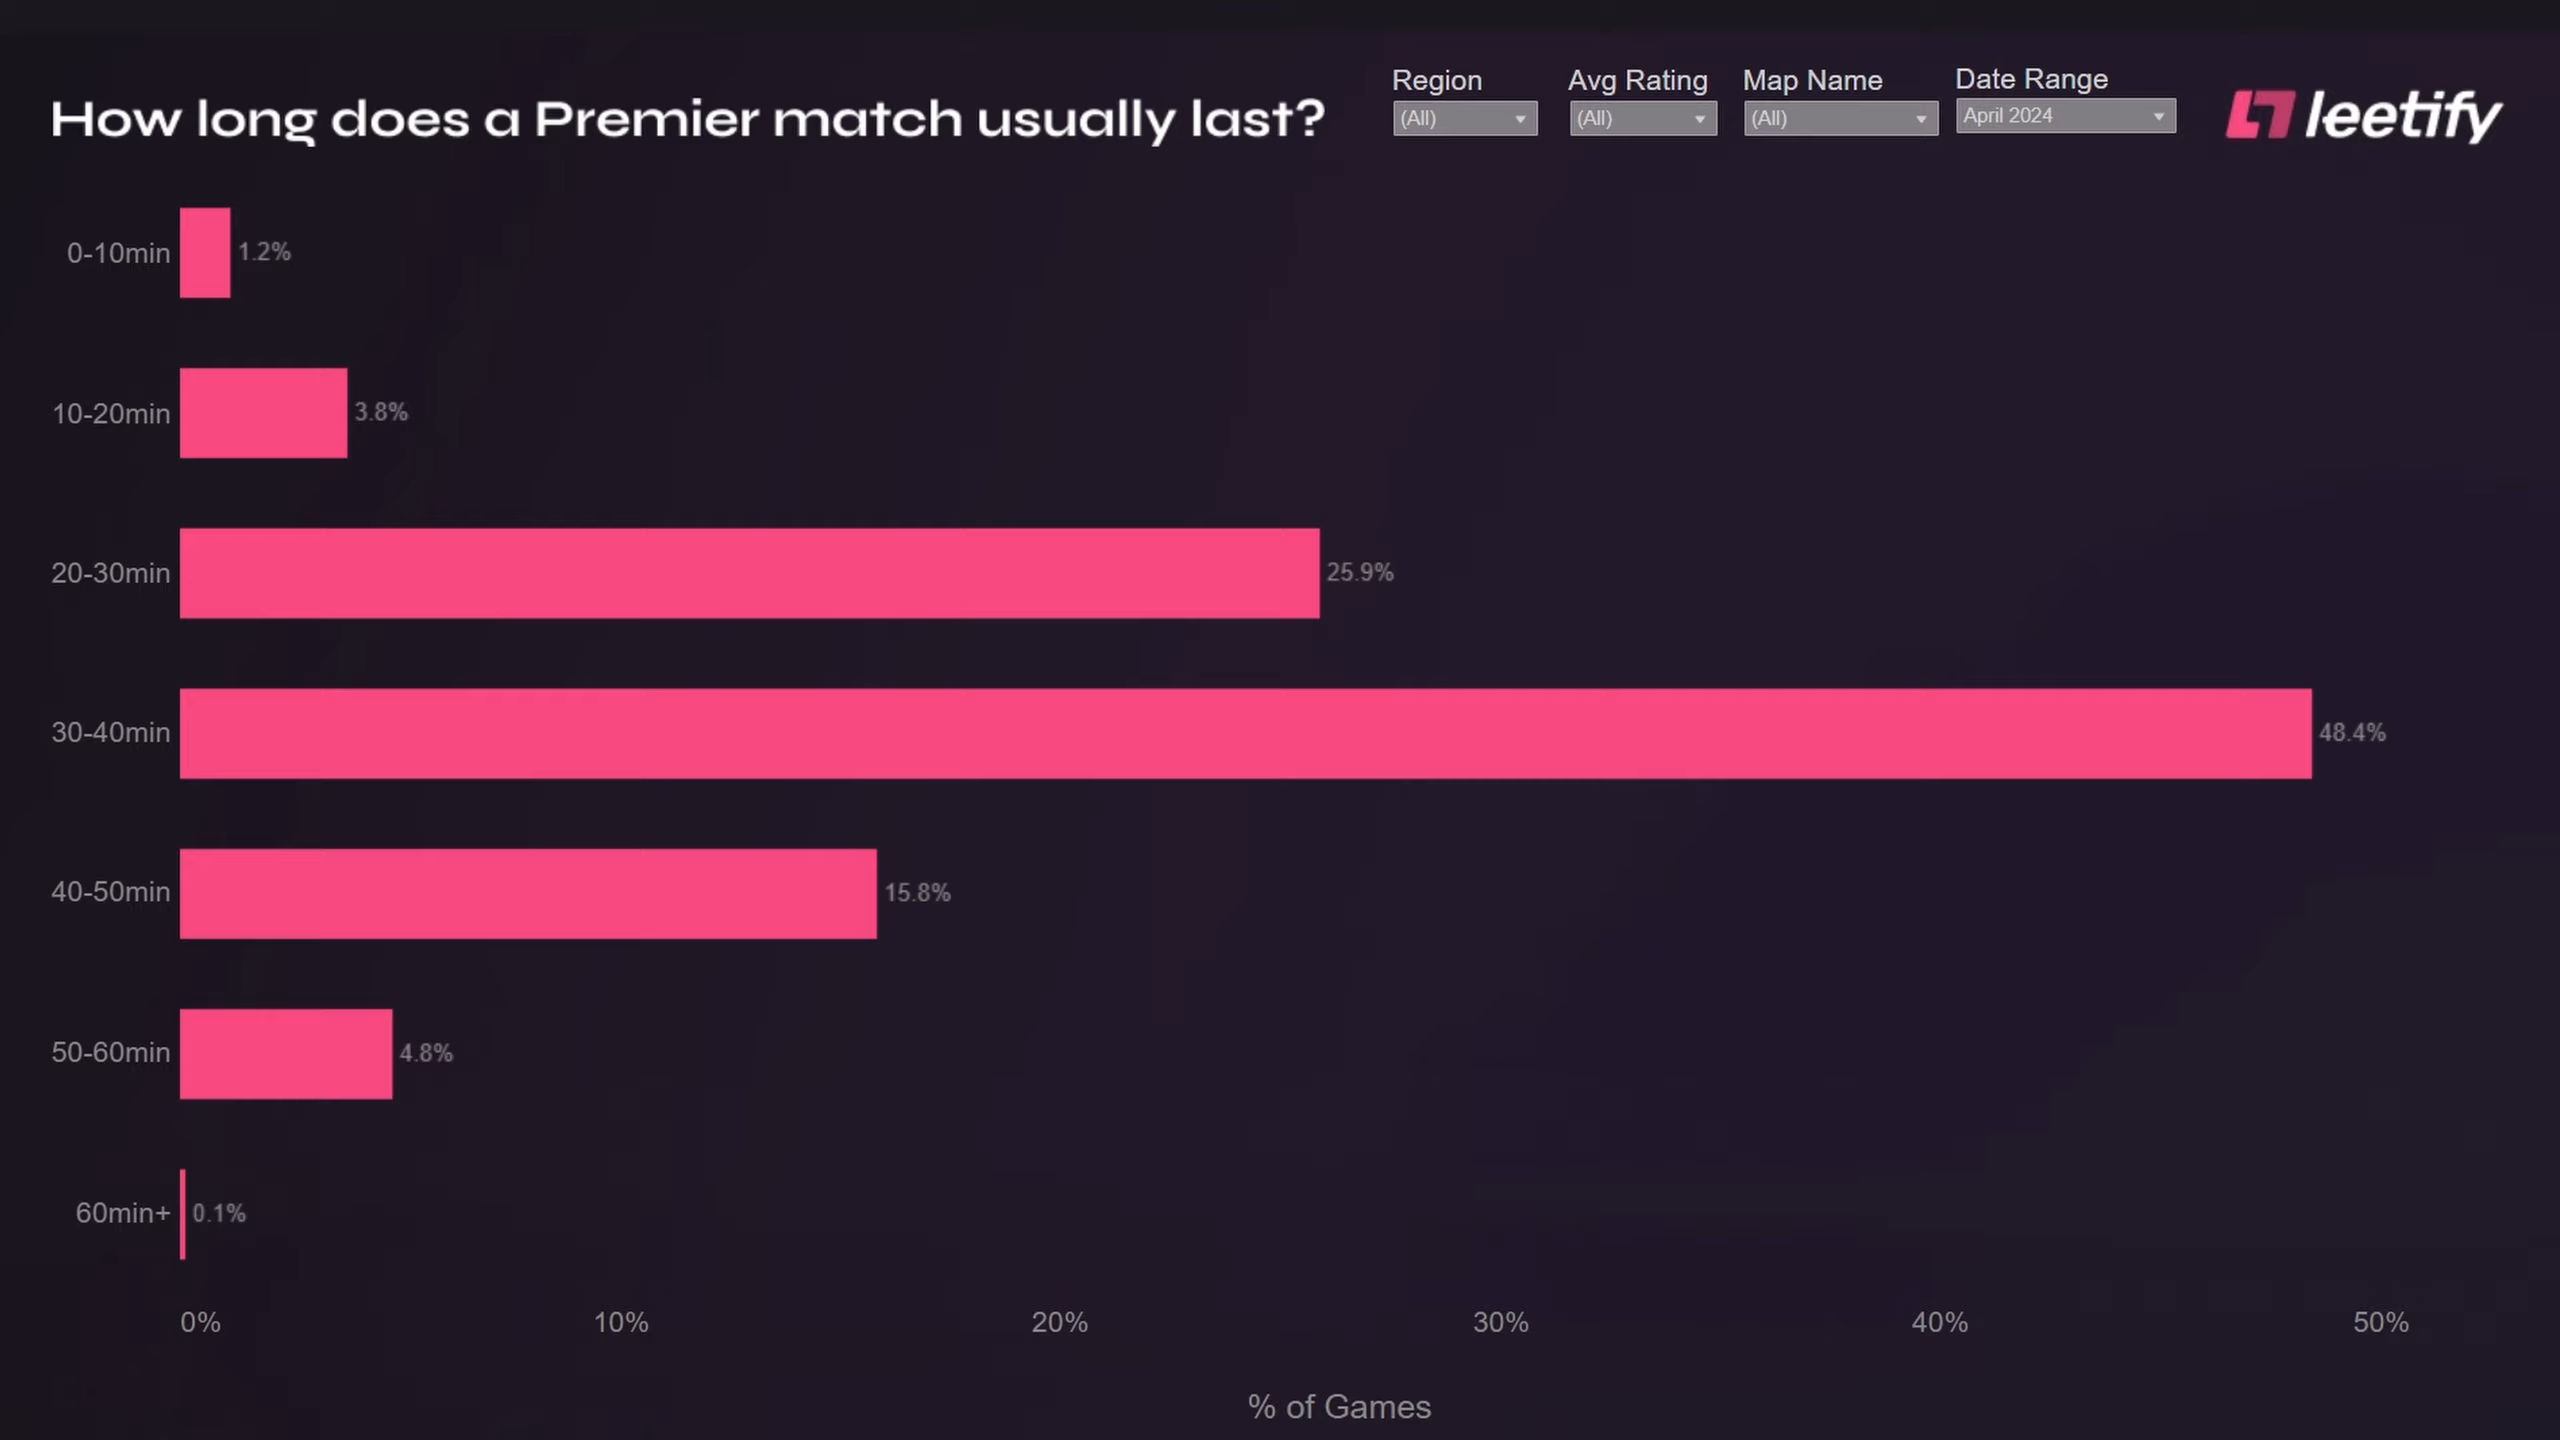 How long does a Premier match usually last?
Region
(All)
Avg Rating
(All)
Map Name
(All)
Date Range
April 2024
leetify
0-10min
1.2%
10-20min
3.8%
20-30min
25.9%
30-40min
48.4%
40-50min
15.8%
50-60min
4.8%
60min+
0.1%
0%
10%
20%
30%
40%
50%
% of Games